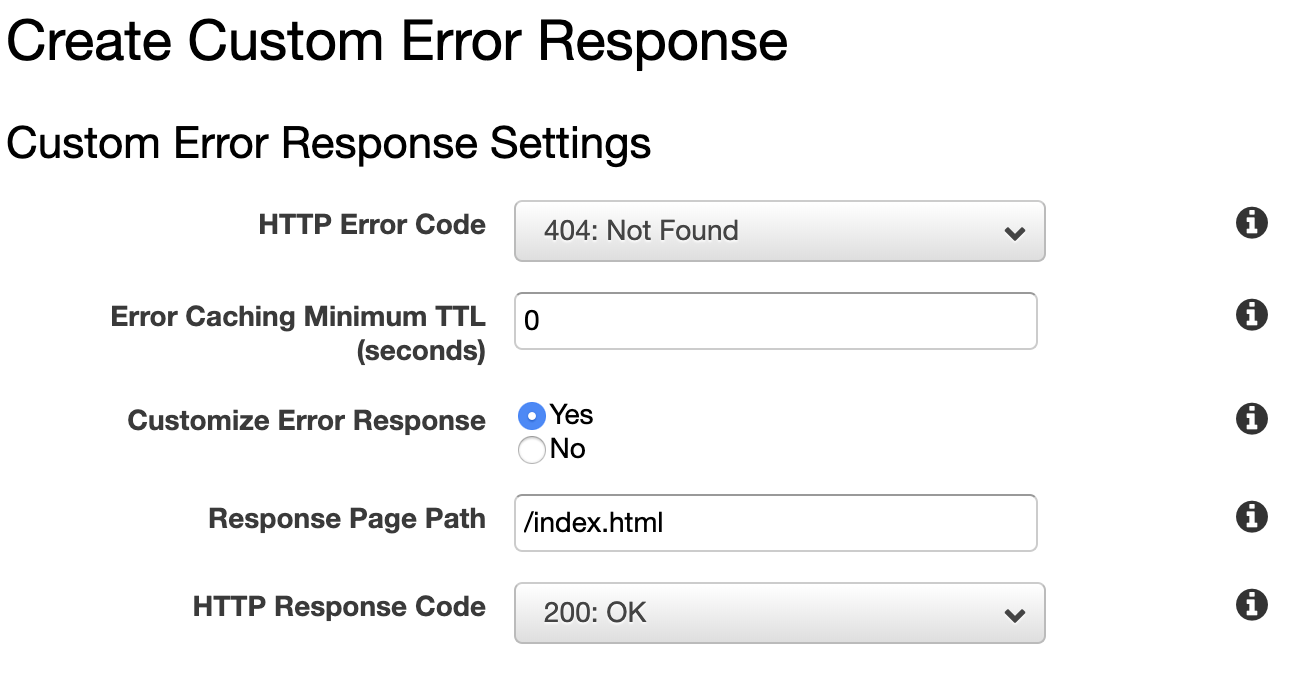 Create Custom Error Response
Custom Error Response Settings
HTTP Error Code 404: Not Found
Error Caching Minimum TTL 0
(seconds)
Customize Error Response Yes
No
Response Page Path /index.html
HTTP Response Code 200: OK